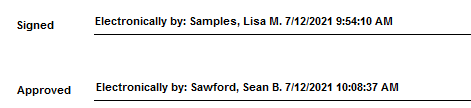 Signed Electronically by: Samples, Lisa M. 7/12/2021 9:54:10 AM
Approved Electronically by: Sawford, Sean B. 7/12/2021 10:08:37 AM